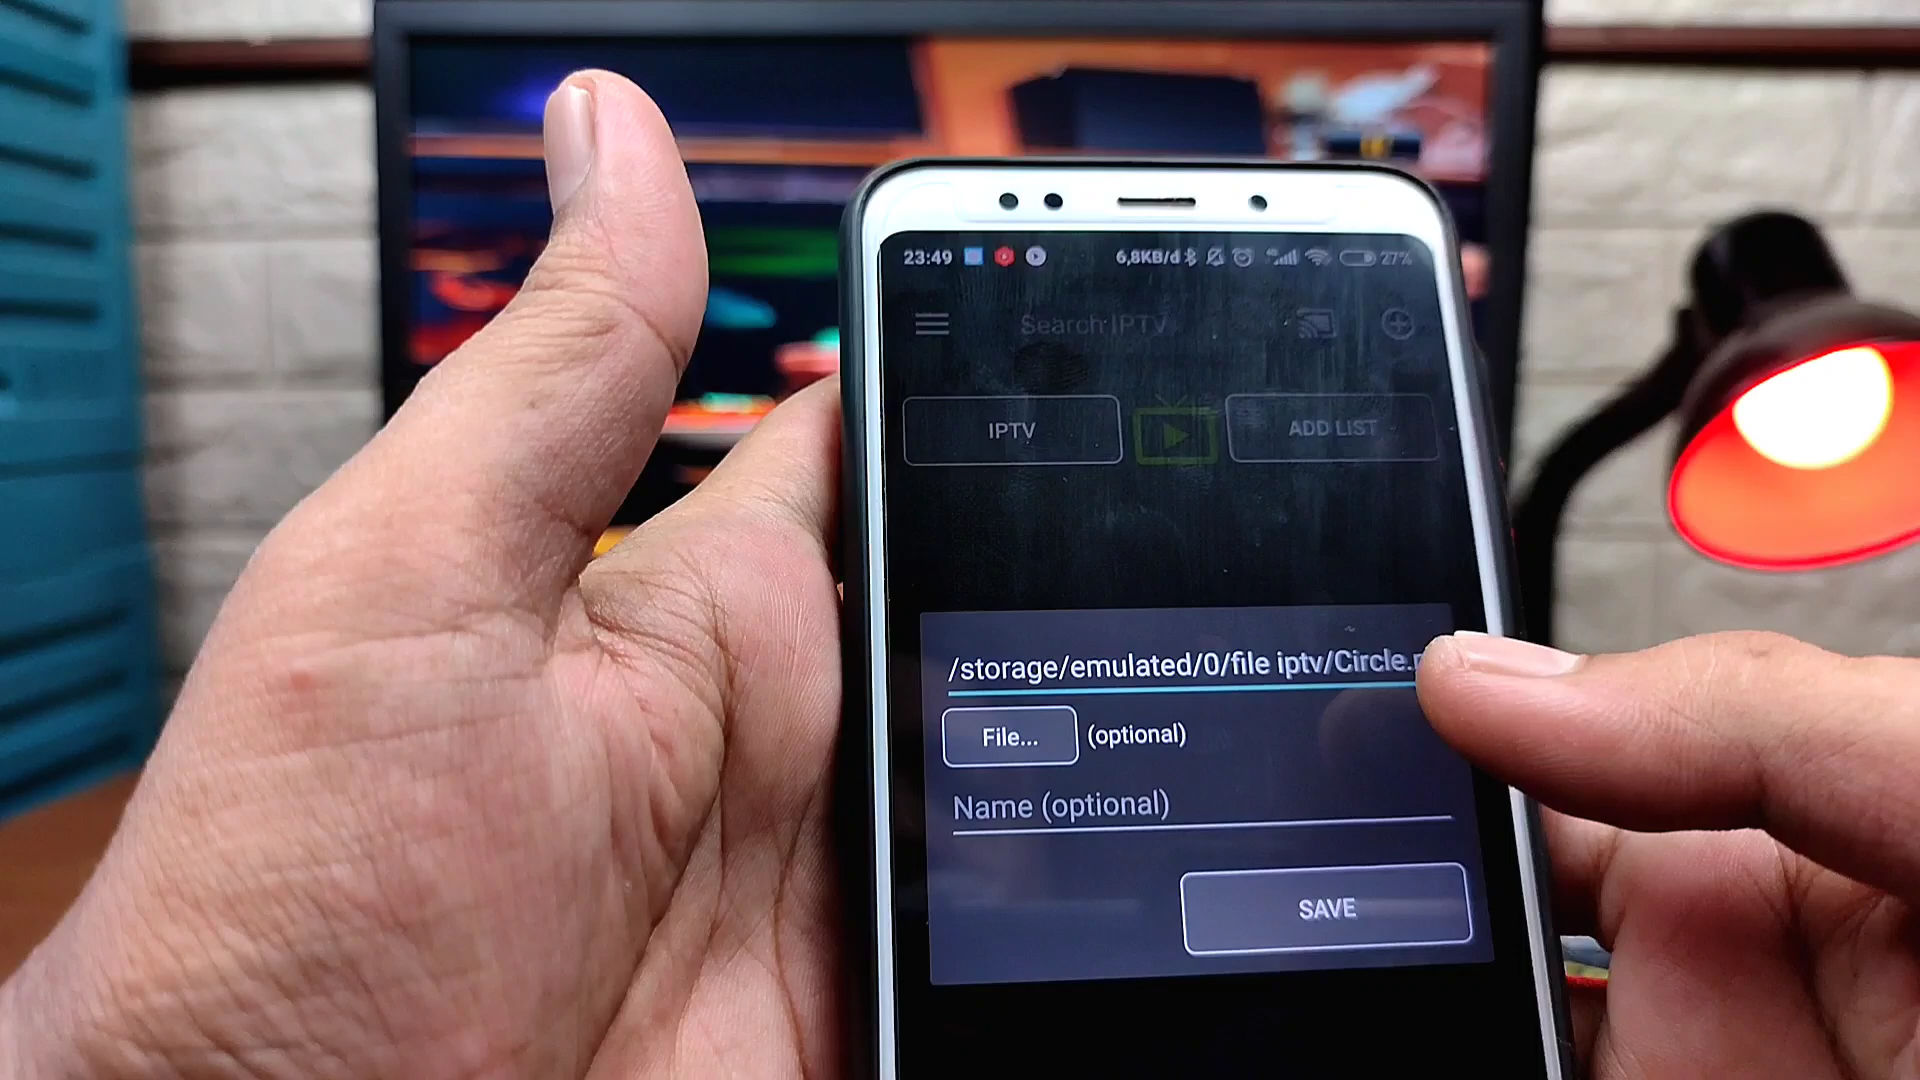 23:49 6,8KB/d 27%
Search IPTV
IPTV ADD LIST
/storage/emulated/0/file iptv/Circle.
File... (optional)
Name (optional)
SAVE